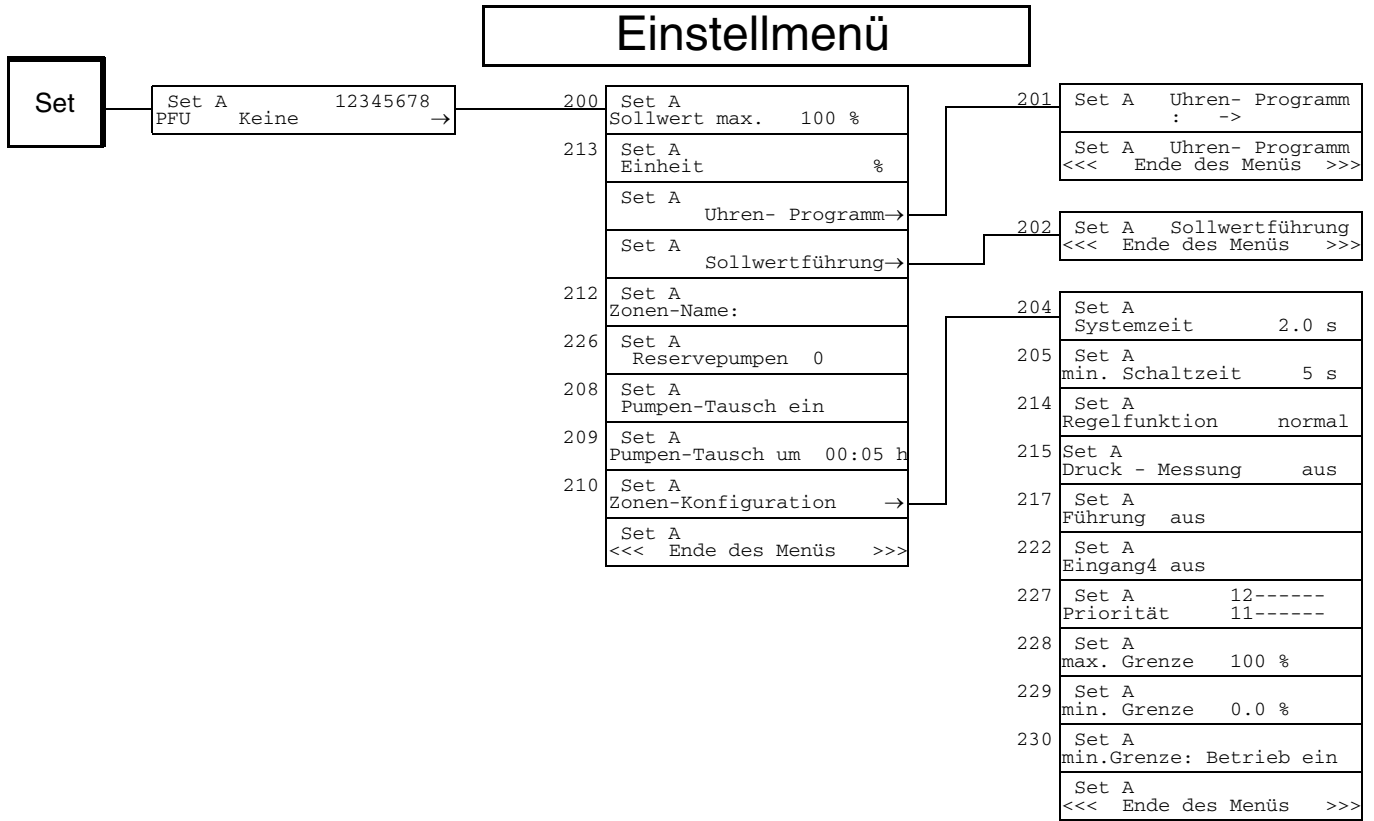 Einstellmenü
Set
Set A 12345678
PFU Keine →
200 Set A
Sollwert max. 100 %
213 Set A
Einheit %
Set A
Uhren- Programm→
Set A
Sollwertführung→
212 Set A
Zonen-Name:
226 Set A
Reservepumpen 0
208 Set A
Pumpen-Tausch ein
209 Set A
Pumpen-Tausch um 00:05 h
210 Set A
Zonen-Konfiguration →
Set A
<<< Ende des Menüs >>>
201 Set A Uhren- Programm
: ->
Set A Uhren- Programm
<<< Ende des Menüs >>>
202 Set A Sollwertführung
<<< Ende des Menüs >>>
204 Set A
Systemzeit 2.0 s
205 Set A
min. Schaltzeit 5 s
214 Set A
Regelfunktion normal
215 Set A
Druck - Messung aus
217 Set A
Führung aus
222 Set A
Eingang4 aus
227 Set A 12------
Priorität 11------
228 Set A
max. Grenze 100 %
229 Set A
min. Grenze 0.0 %
230 Set A
min.Grenze: Betrieb ein
Set A
<<< Ende des Menüs >>>